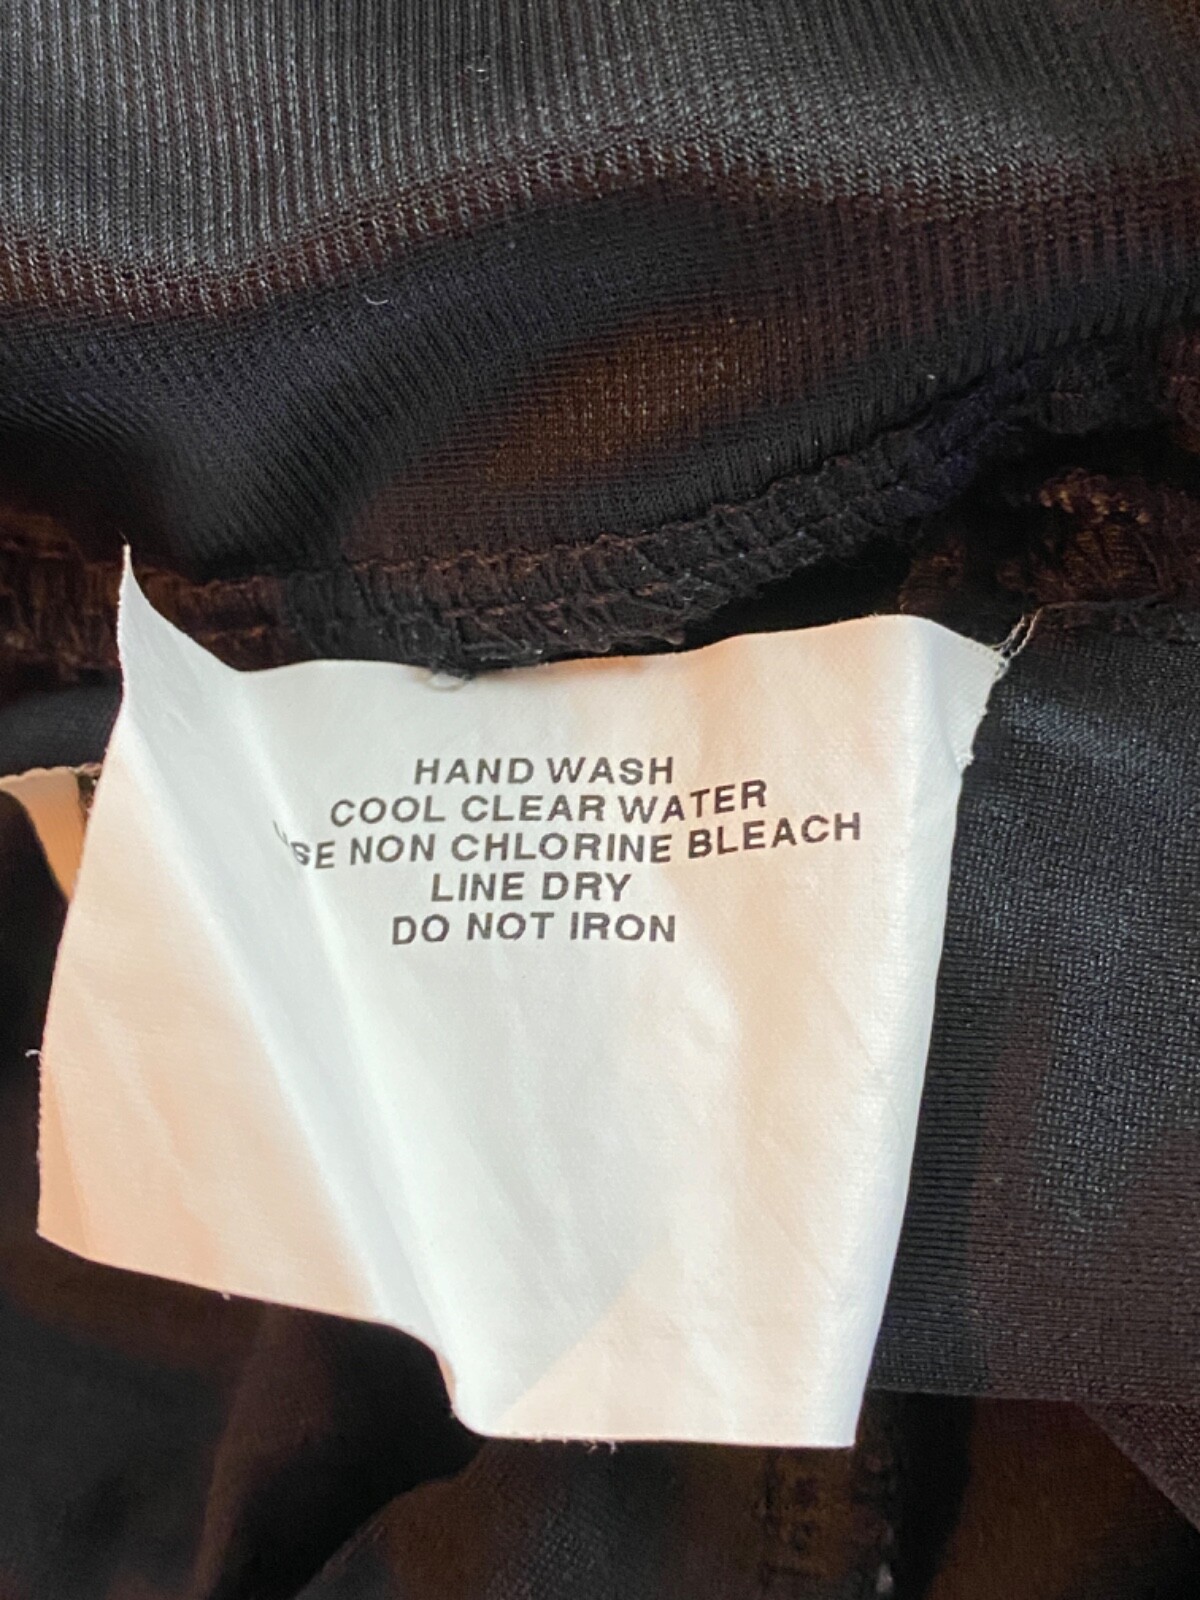 HAND WASH
COOL CLEAR WATER
USE NON CHLORINE BLEACH
LINE DRY
DO NOT IRON